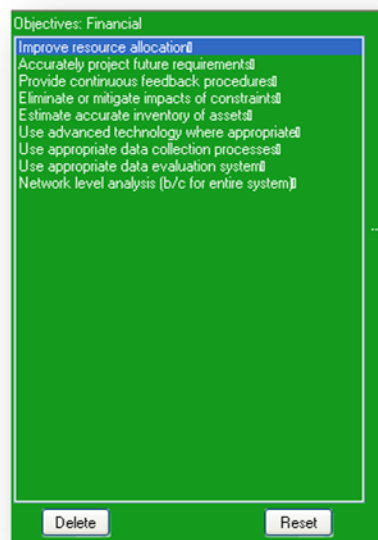 Objectives: Financial
Improve resource allocation
Accurately project future requirements
Provide continuous feedback procedures
Eliminate or mitigate impacts of constraints
Estimate accurate inventory of assets
Use advanced technology where appropriate
Use appropriate data collection processes
Use appropriate data evaluation system
Network level analysis (b/c for entire system)
Delete
Reset